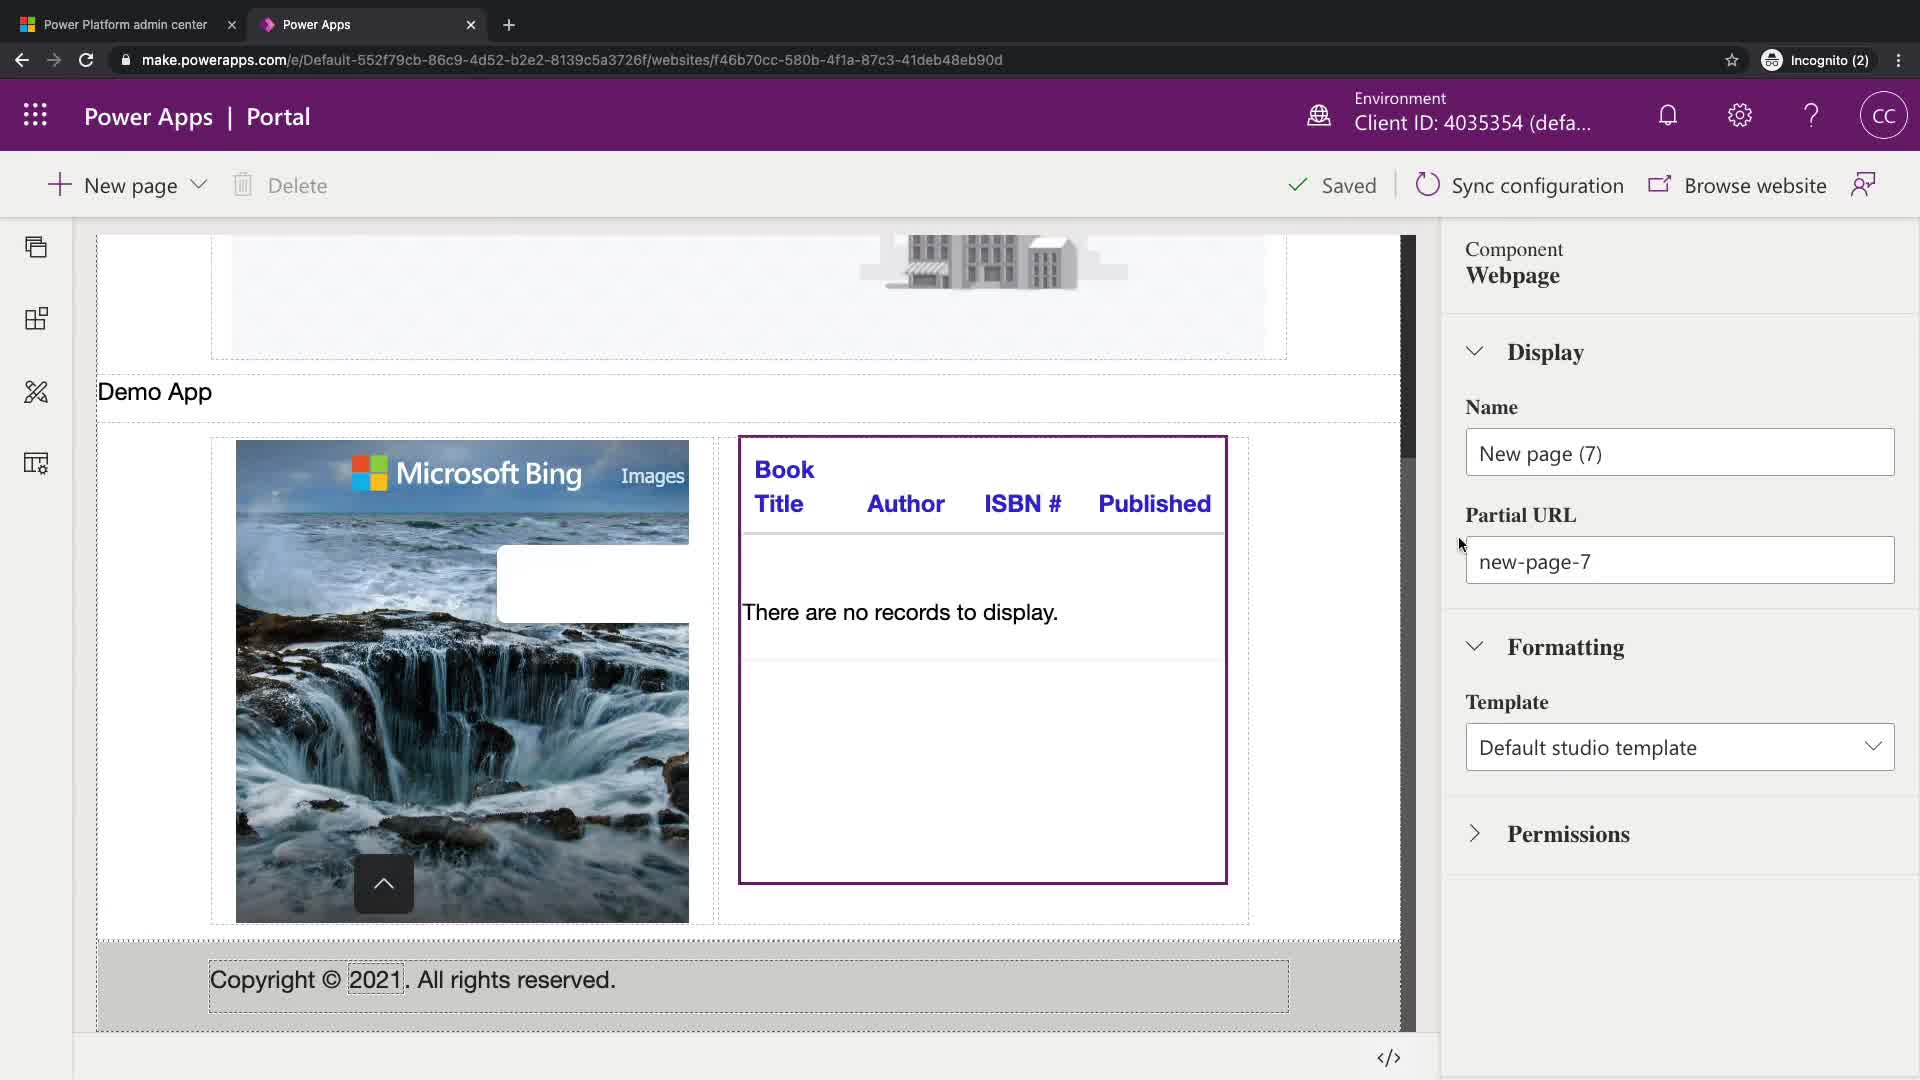 Power Platform admin center
Power Apps
make.powerapps.com/e/Default-552f79cb-86c9-4d52-b2e2-8139c5a3726f/websites/f46b70cc-580b-4f1a-87c3-41deb48eb90d
Incognito (2)
Power Apps | Portal
Environment
Client ID: 4035354 (defa...
CC
New page
Delete
Saved
Sync configuration
Browse website
Demo App
Microsoft Bing
Images
Book
Title
Author
ISBN #
Published
There are no records to display.
Copyright © 2021. All rights reserved.
Component
Webpage
Display
Name
New page (7)
Partial URL
new-page-7
Formatting
Template
Default studio template
Permissions